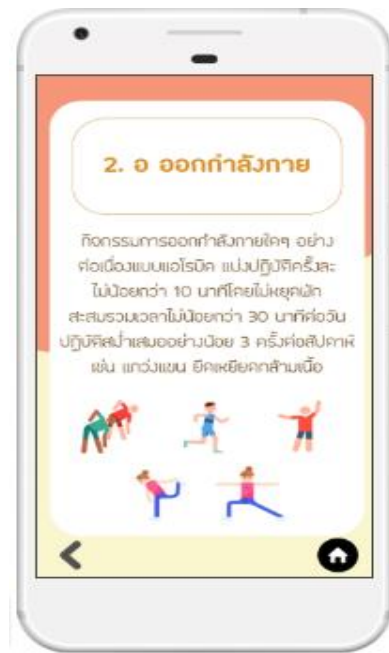 2. อ ออกกำลังกาย
กิจกรรมการออกกำลังกายใดๆ อย่าง
ต่อเนื่องแบบแอโรบิค แบ่งปฏิบัติครั้งละ
ไม่น้อยกว่า 10 นาทีโดยไม่หยุดพัก
สะสมรวมเวลาไม่น้อยกว่า 30 นาทีต่อวัน
ปฏิบัติสม่ำเสมออย่างน้อย 3 ครั้งต่อสัปดาห์
เช่น แกว่งแขน ยืดเหยียดกล้ามเนื้อ